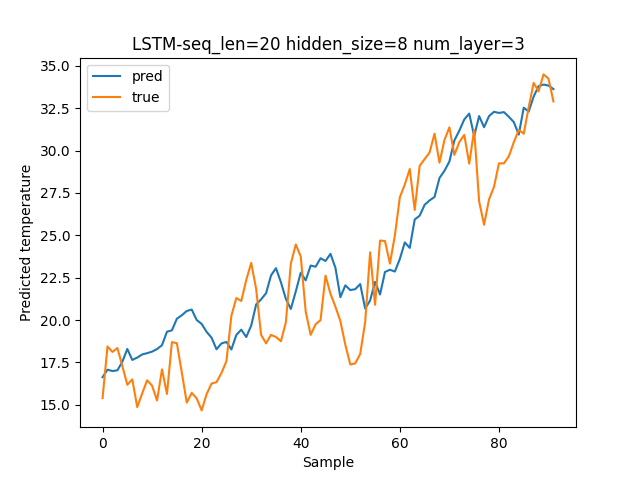 LSTM-seq_len=20 hidden_size=8 num_layer=3
pred
true
35.0
32.5
30.0
27.5
25.0
22.5
20.0
17.5
15.0
Predicted temperature
0
20
40
60
80
Sample